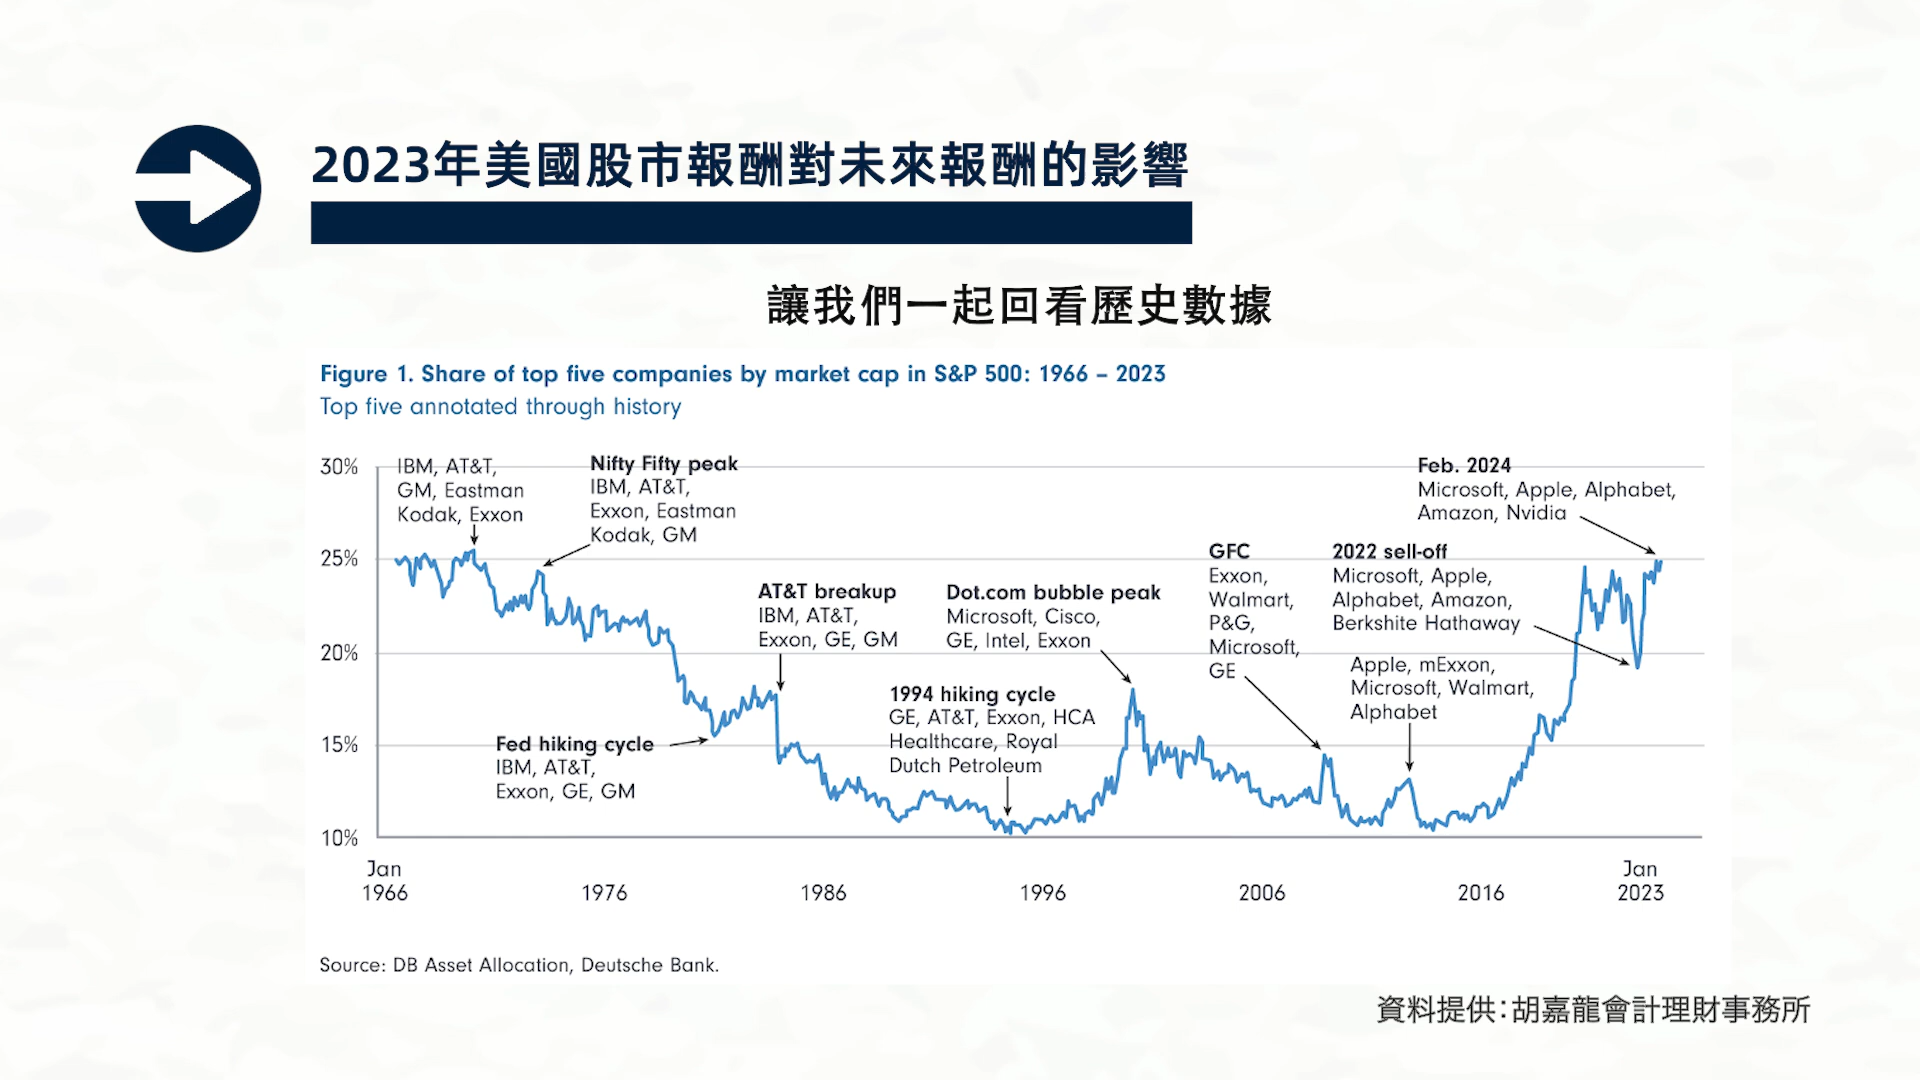 2023年美國股市報酬對未來報酬的影響
讓我們一起回看歷史數據
Figure 1. Share of top five companies by market cap in S&P 500: 1966 – 2023
Top five annotated through history
30%
25%
20%
15%
10%
IBM, AT&T,
GM, Eastman
Kodak, Exxon
Nifty Fifty peak
IBM, AT&T,
Exxon, Eastman
Kodak, GM
Fed hiking cycle
IBM, AT&T,
Exxon, GE, GM
AT&T breakup
IBM, AT&T,
Exxon, GE, GM
1994 hiking cycle
GE, AT&T, Exxon, HCA
Healthcare, Royal
Dutch Petroleum
Dot.com bubble peak
Microsoft, Cisco,
GE, Intel, Exxon
GFC
Exxon,
Walmart,
P&G,
Microsoft,
GE
Apple, mExxon,
Microsoft, Walmart,
Alphabet
2022 sell-off
Microsoft, Apple,
Alphabet, Amazon,
Berkshite Hathaway
Feb. 2024
Microsoft, Apple, Alphabet,
Amazon, Nvidia
Jan
1966
1976
1986
1996
2006
2016
Jan
2023
Source: DB Asset Allocation, Deutsche Bank.
資料提供:胡嘉龍會計理財事務所